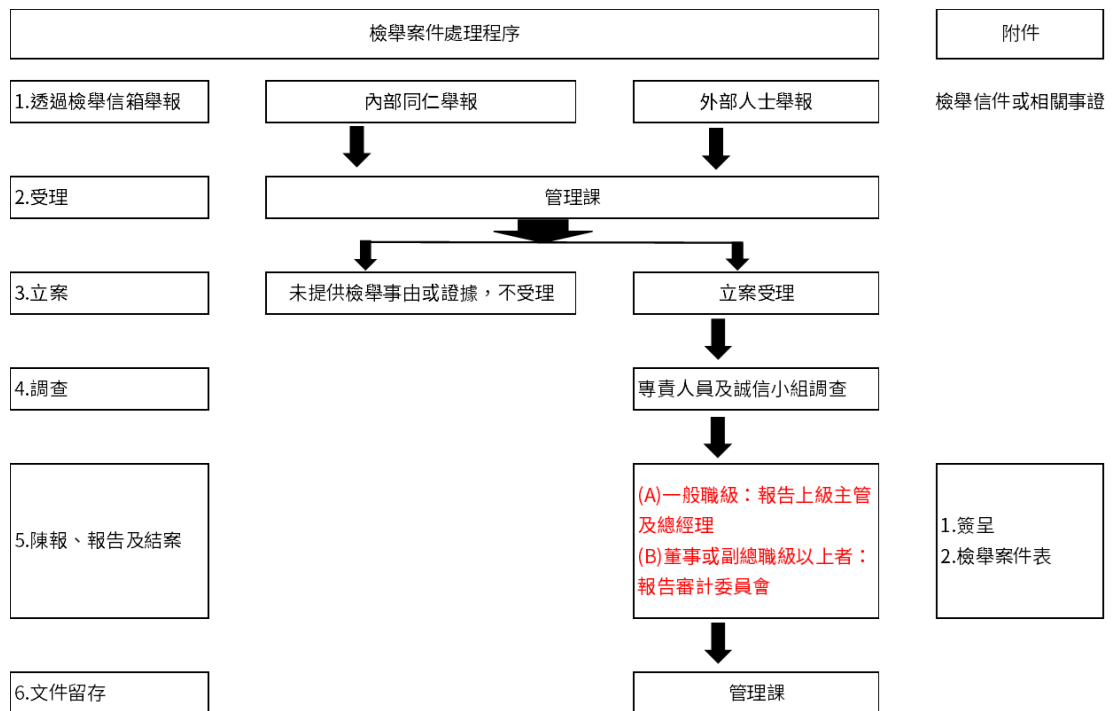 檢舉案件處理程序
附件
1.透過檢舉信箱舉報
內部同仁舉報
外部人士舉報
檢舉信件或相關事證
2.受理
管理課
3.立案
未提供檢舉事由或證據，不受理
立案受理
4.調查
專責人員及誠信小組調查
5.陳報、報告及結案
(A)一般職級：報告上級主管
及總經理
(B)董事或副總職級以上者：
報告審計委員會
1.簽呈
2.檢舉案件表
6.文件留存
管理課